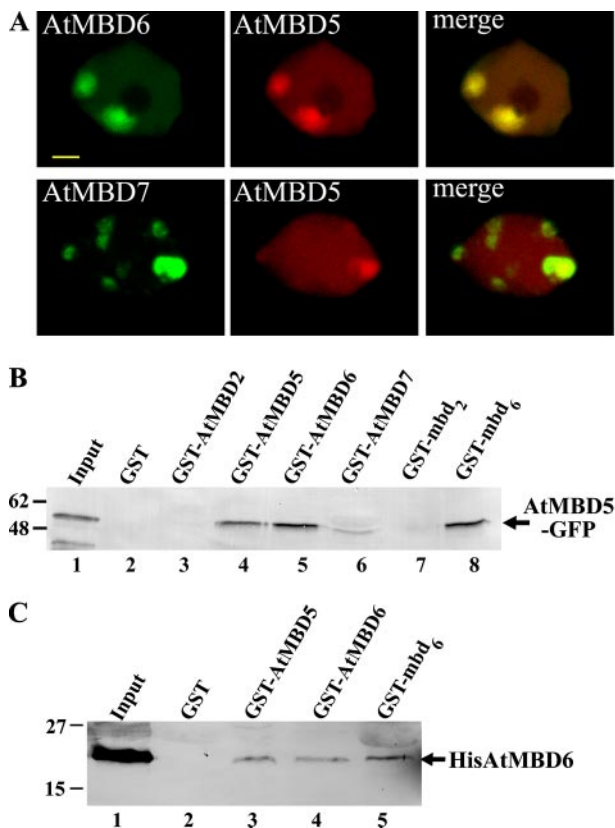 A
AtMBD6 AtMBD5 merge
AtMBD7 AtMBD5 merge
B
Input GST GST-AtMBD2 GST-AtMBD5 GST-AtMBD6 GST-AtMBD7 GST-mbd2 GST-mbd6
62
48
AtMBD5
-GFP
1 2 3 4 5 6 7 8
C
Input GST GST-AtMBD5 GST-AtMBD6 GST-mbd6
27
HisAtMBD6
15
1 2 3 4 5